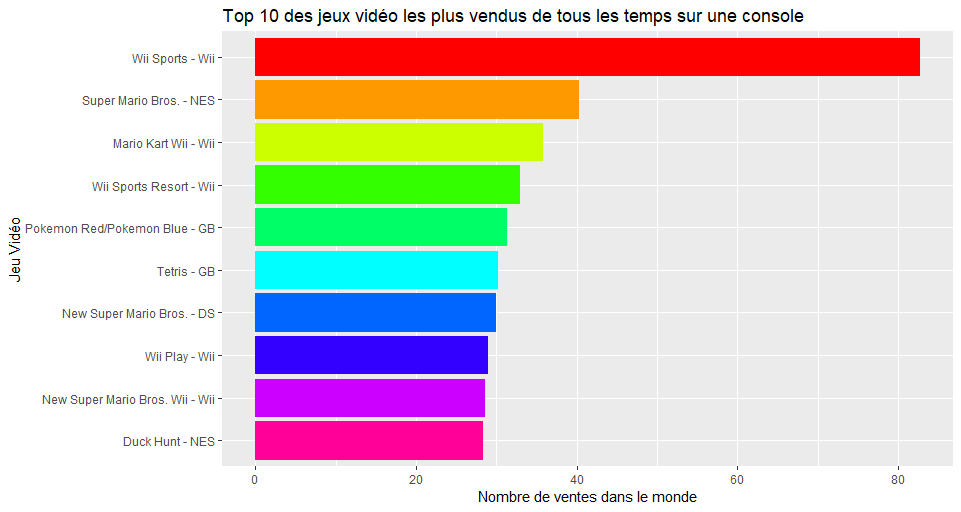 Top 10 des jeux vidéo les plus vendus de tous les temps sur une console
Jeu Vidéo
Wii Sports - Wii
Super Mario Bros. - NES
Mario Kart Wii - Wii
Wii Sports Resort - Wii
Pokemon Red/Pokemon Blue - GB
Tetris - GB
New Super Mario Bros. - DS
Wii Play - Wii
New Super Mario Bros. Wii - Wii
Duck Hunt - NES
0 20 40 60 80
Nombre de ventes dans le monde